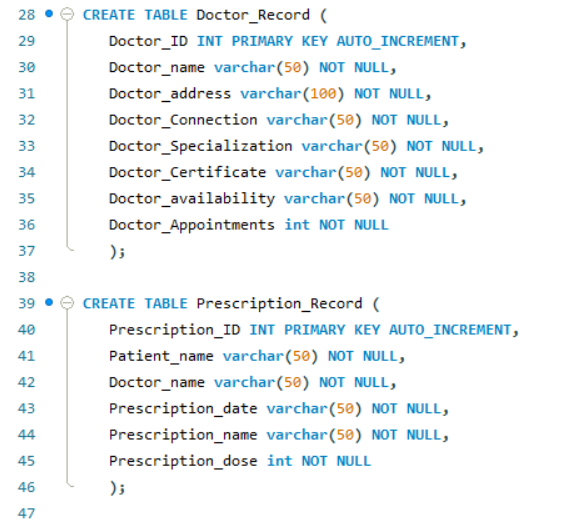 28 CREATE TABLE Doctor_Record (
29 Doctor_ID INT PRIMARY KEY AUTO_INCREMENT,
30 Doctor_name varchar(50) NOT NULL,
31 Doctor_address varchar(100) NOT NULL,
32 Doctor_Connection varchar(50) NOT NULL,
33 Doctor_Specialization varchar(50) NOT NULL,
34 Doctor_Certificate varchar(50) NOT NULL,
35 Doctor_availability varchar(50) NOT NULL,
36 Doctor_Appointments int NOT NULL
37 );
38
39 CREATE TABLE Prescription_Record (
40 Prescription_ID INT PRIMARY KEY AUTO_INCREMENT,
41 Patient_name varchar(50) NOT NULL,
42 Doctor_name varchar(50) NOT NULL,
43 Prescription_date varchar(50) NOT NULL,
44 Prescription_name varchar(50) NOT NULL,
45 Prescription_dose int NOT NULL
46 );
47